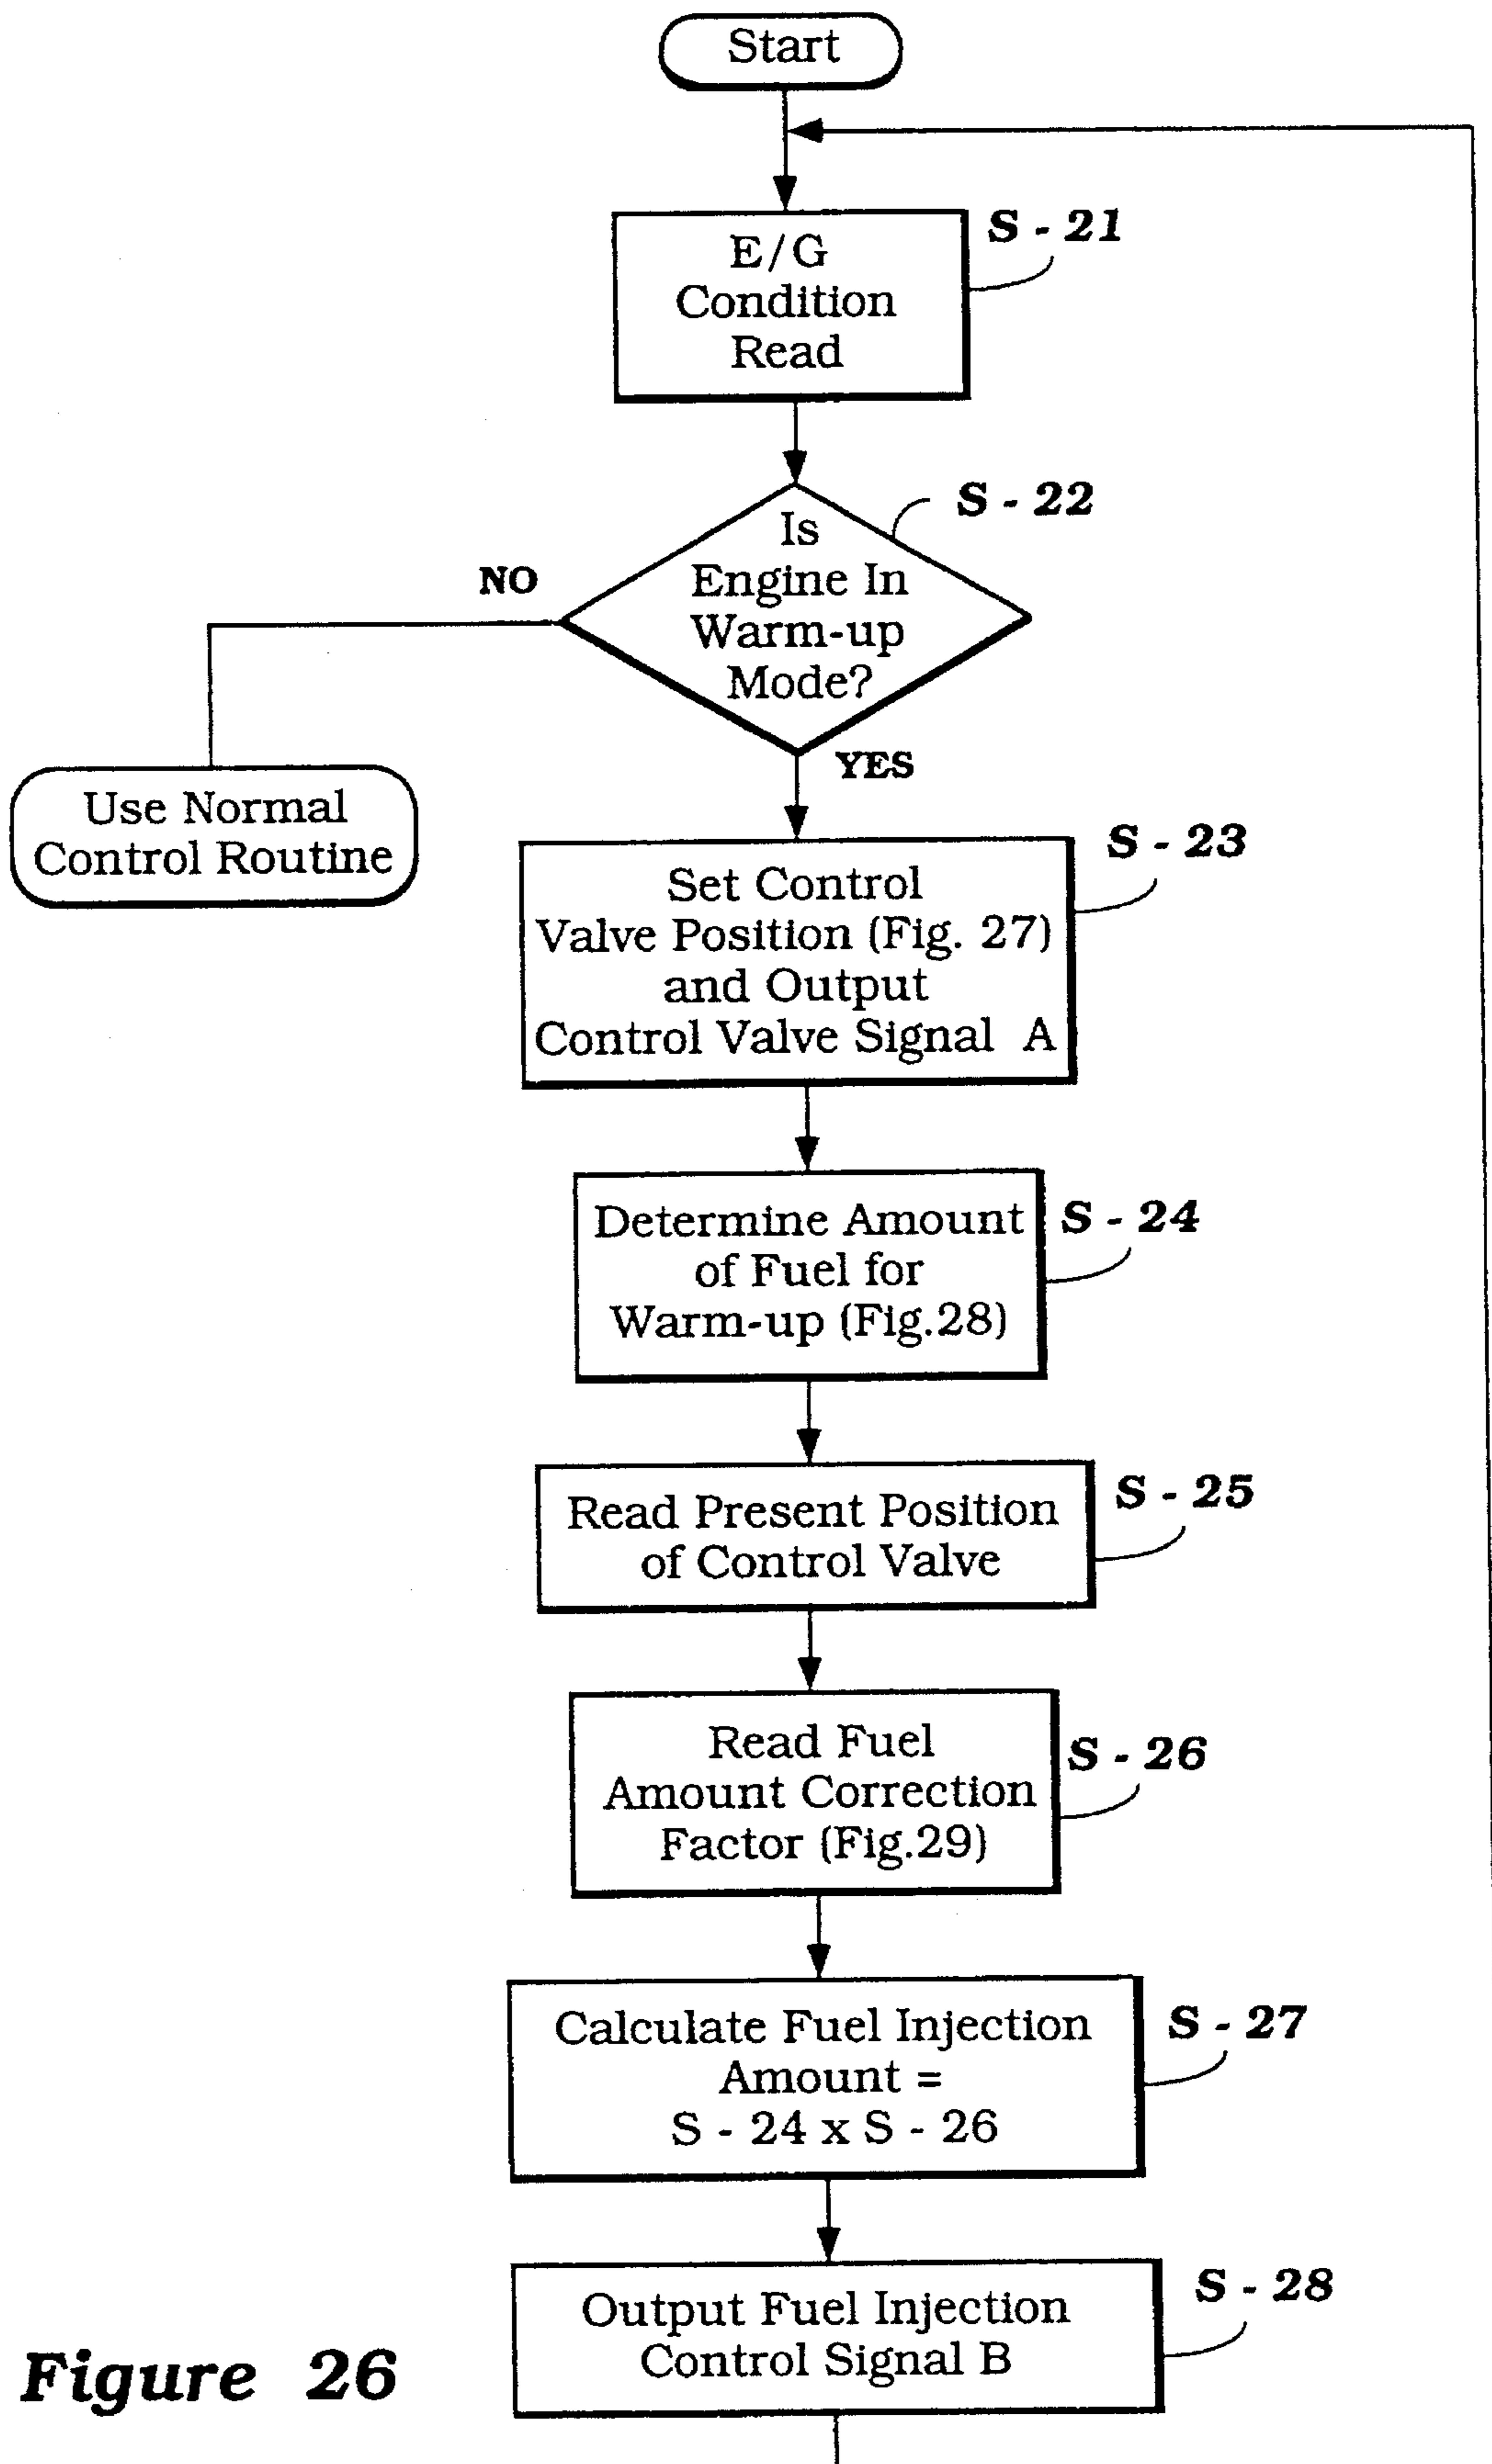 Start
S - 21
E/G
Condition
Read
S - 22
Is
Engine In
Warm-up
Mode?
NO
YES
Use Normal
Control Routine
S - 23
Set Control
Valve Position (Fig. 27)
and Output
Control Valve Signal A
S - 24
Determine Amount
of Fuel for
Warm-up (Fig.28)
S - 25
Read Present Position
of Control Valve
S - 26
Read Fuel
Amount Correction
Factor (Fig.29)
S - 27
Calculate Fuel Injection
Amount =
S - 24 x S - 26
S - 28
Output Fuel Injection
Control Signal B
Figure 26